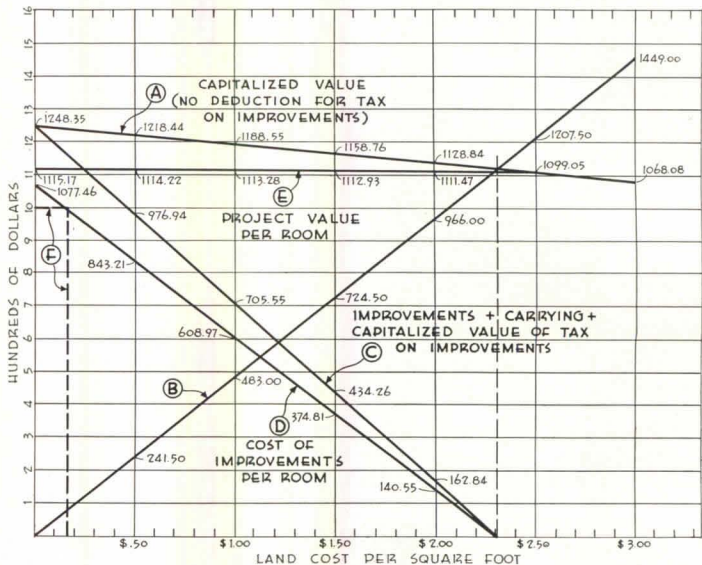 16
15
14
13
12
11
10
9
8
7
6
5
4
3
2
1
HUNDREDS OF DOLLARS
1449.00
A
CAPITALIZED VALUE
(NO DEDUCTION FOR TAX
ON IMPROVEMENTS)
1248.35
1218.44
1188.55
1158.76
1128.84
1207.50
1099.05
1068.08
1115.17
1114.22
1113.28
1112.93
1111.47
E
1077.46
PROJECT VALUE
PER ROOM
F
976.94
966.00
843.21
705.55
724.50
608.97
IMPROVEMENTS + CARRYING +
CAPITALIZED VALUE OF TAX
ON IMPROVEMENTS
C
B
483.00
434.26
374.81
D
COST OF
IMPROVEMENTS
PER ROOM
241.50
162.84
140.55
$.50
$1.00
$1.50
$2.00
$2.50
$3.00
LAND COST PER SQUARE FOOT